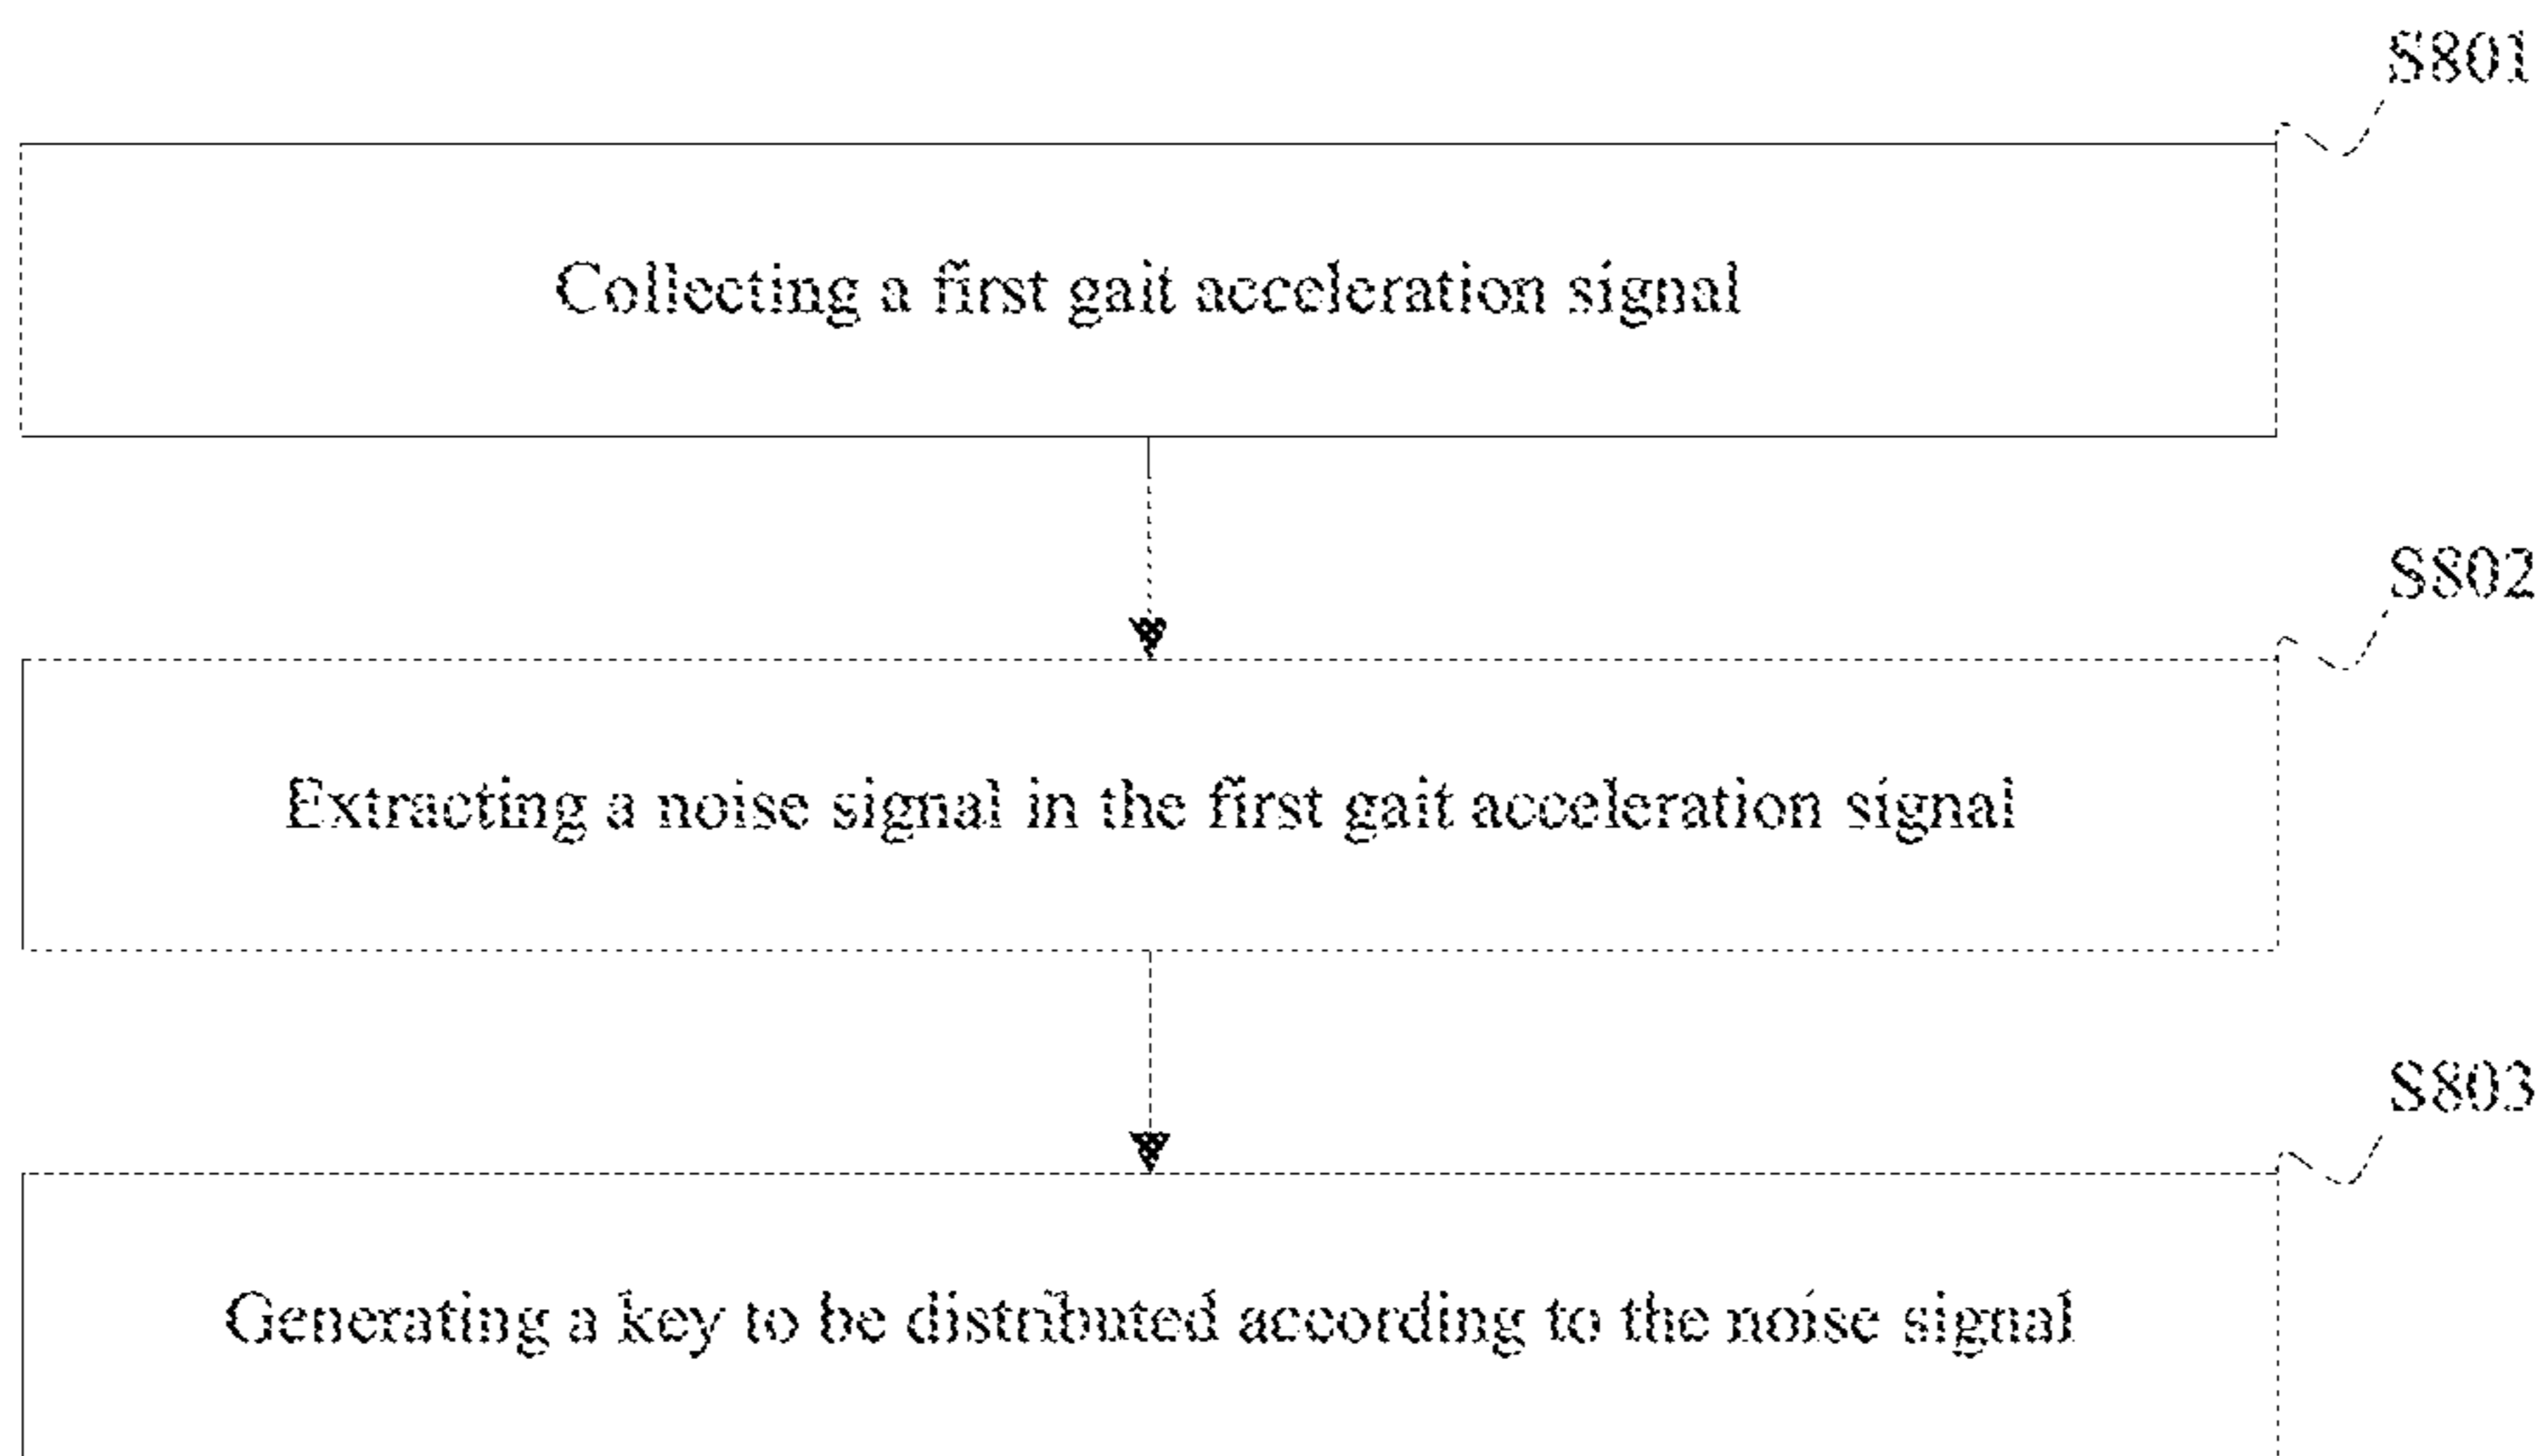 S801
Collecting a first gait acceleration signal
S802
Extracting a noise signal in the first gait acceleration signal
S803
Generating a key to be distributed according to the noise signal